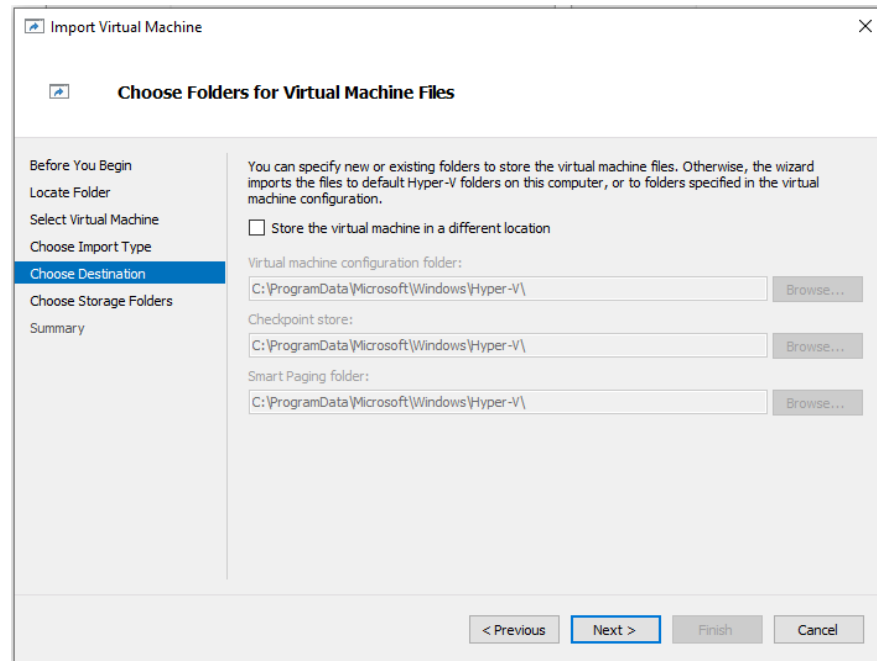 Import Virtual Machine
Choose Folders for Virtual Machine Files
Before You Begin
Locate Folder
Select Virtual Machine
Choose Import Type
Choose Destination
Choose Storage Folders
Summary
You can specify new or existing folders to store the virtual machine files. Otherwise, the wizard
imports the files to default Hyper-V folders on this computer, or to folders specified in the virtual
machine configuration.
Store the virtual machine in a different location
Virtual machine configuration folder:
C:\ProgramData\Microsoft\Windows\Hyper-V\
Browse...
Checkpoint store:
C:\ProgramData\Microsoft\Windows\Hyper-V\
Browse...
Smart Paging folder:
C:\ProgramData\Microsoft\Windows\Hyper-V\
Browse...
< Previous
Next >
Finish
Cancel